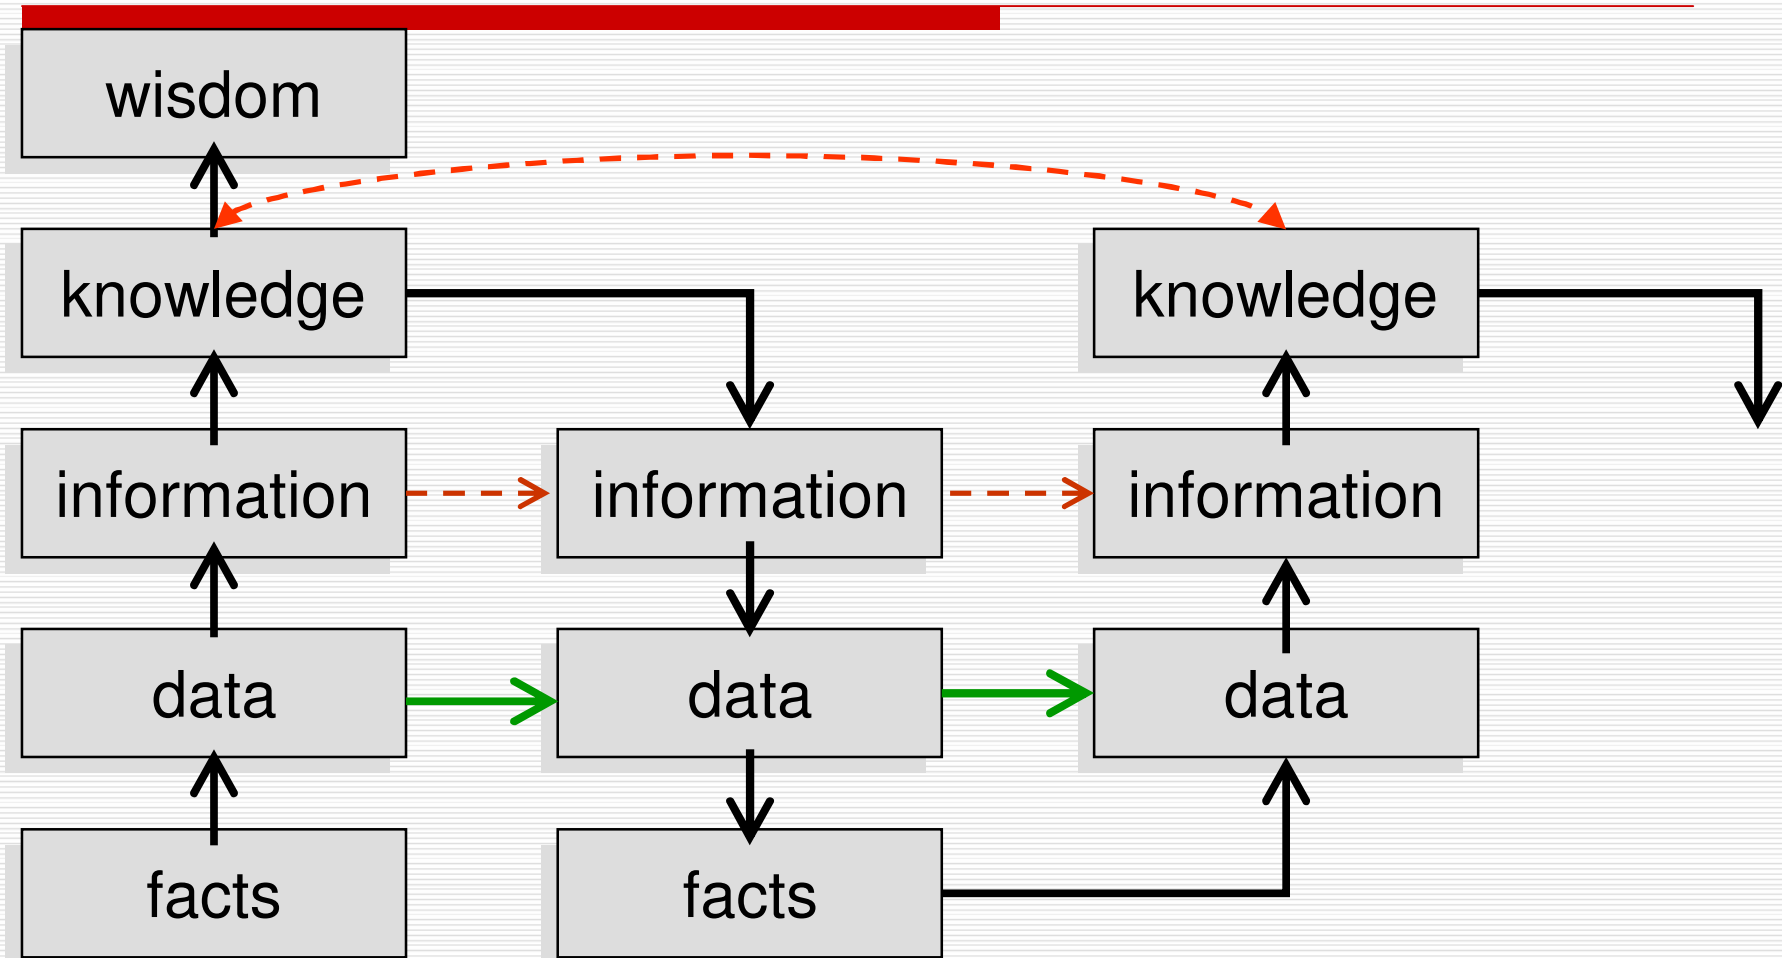 wisdom
knowledge
knowledge
information
information
information
data
data
data
facts
facts